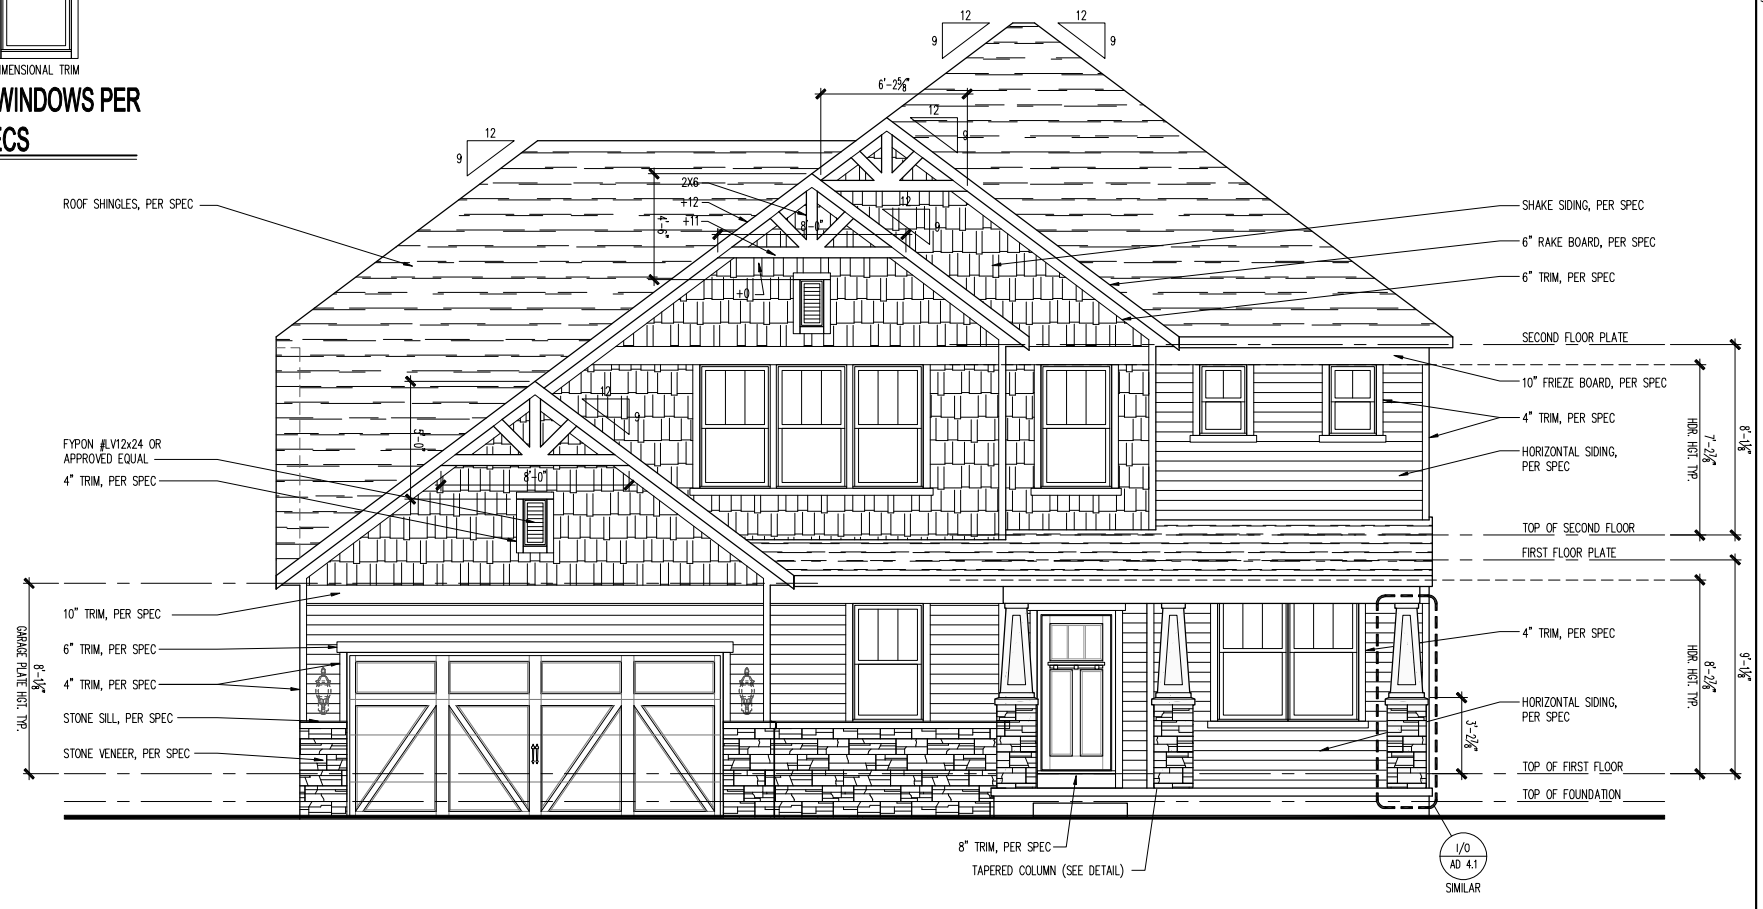 IMENSIONAL TRIM
WINDOWS PER
ECS
12
9
12
9
12
9
6'-2⅝"
12
9
ROOF SHINGLES, PER SPEC
2X6
+12
+11
4'-6"
8'-0"
12
9
+0
SHAKE SIDING, PER SPEC
6" RAKE BOARD, PER SPEC
6" TRIM, PER SPEC
SECOND FLOOR PLATE
10" FRIEZE BOARD, PER SPEC
4" TRIM, PER SPEC
HORIZONTAL SIDING,
PER SPEC
7'-2⅞"
HDR. HGT. TYP.
8'-1⅛"
12
9
5'-0"
8'-0"
FYPON #LV12x24 OR
APPROVED EQUAL
4" TRIM, PER SPEC
TOP OF SECOND FLOOR
FIRST FLOOR PLATE
10" TRIM, PER SPEC
6" TRIM, PER SPEC
4" TRIM, PER SPEC
STONE SILL, PER SPEC
STONE VENEER, PER SPEC
8'-1⅛"
GARAGE PLATE HGT. TYP.
4" TRIM, PER SPEC
HORIZONTAL SIDING,
PER SPEC
3'-2⅞"
8'-2⅞"
HDR. HGT. TYP.
9'-1⅛"
TOP OF FIRST FLOOR
TOP OF FOUNDATION
8" TRIM, PER SPEC
TAPERED COLUMN (SEE DETAIL)
1/0
AD 4.1
SIMILAR